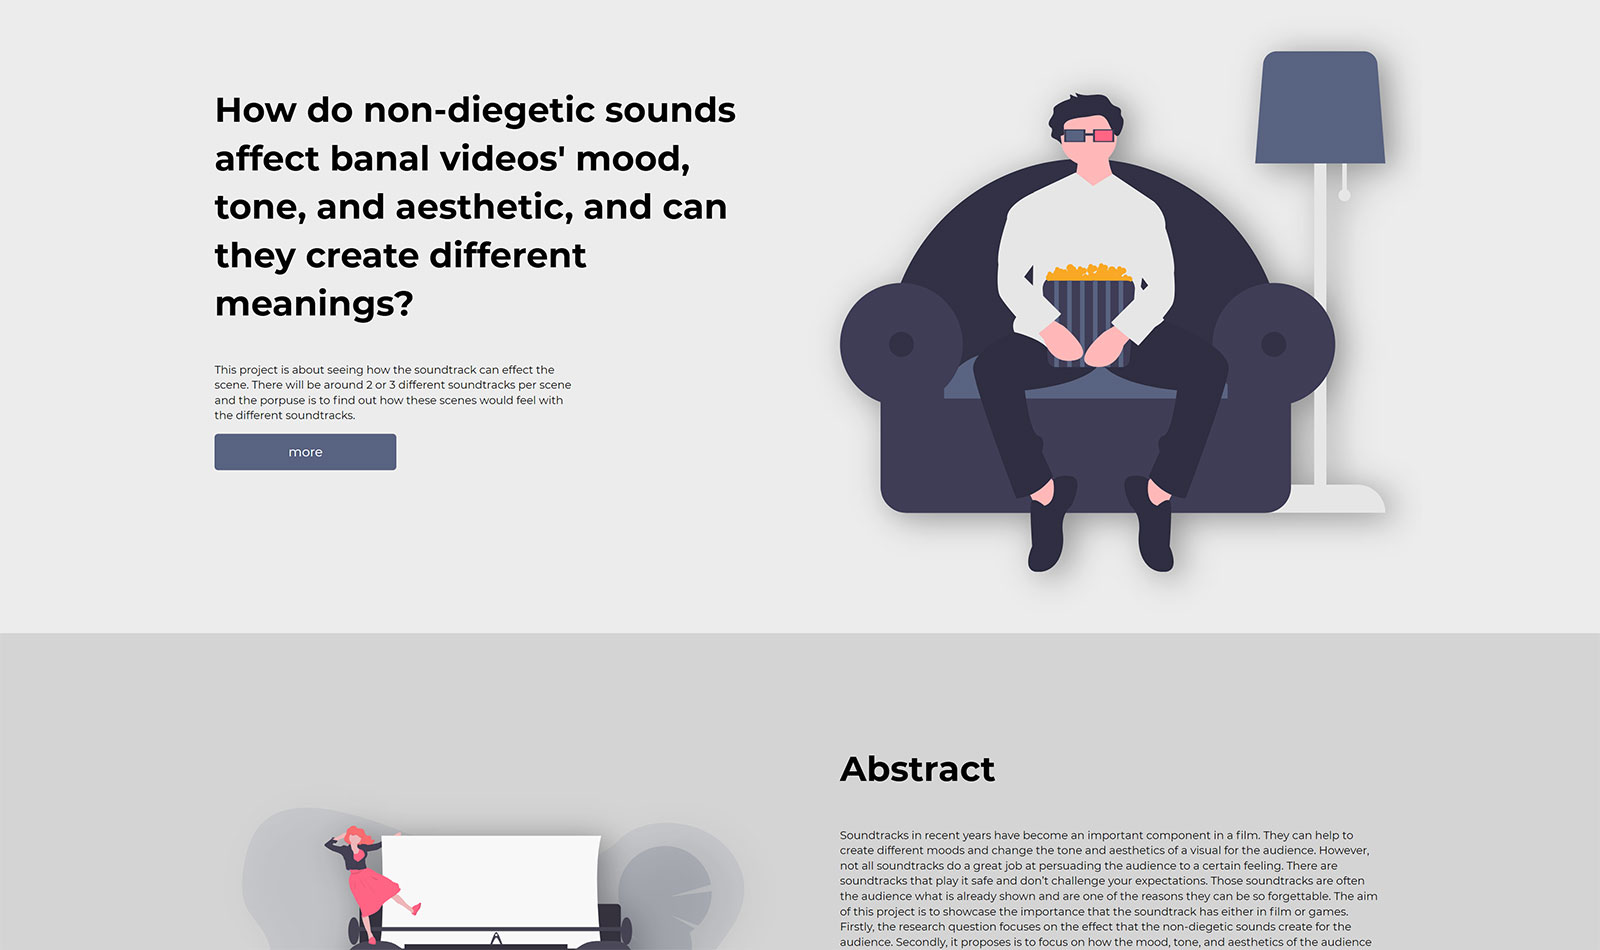 How do non-diegetic sounds
affect banal videos' mood,
tone, and aesthetic, and can
they create different
meanings?
This project is about seeing how the soundtrack can effect the
scene. There will be around 2 or 3 different soundtracks per scene
and the porpuse is to find out how these scenes would feel with
the different soundtracks.
more
Abstract
Soundtracks in recent years have become an important component in a film. They can help to
create different moods and change the tone and aesthetics of a visual for the audience. However,
not all soundtracks do a great job at persuading the audience to a certain feeling. There are
soundtracks that play it safe and don't challenge your expectations. Those soundtracks are often
the audience what is already shown and are one of the reasons they can be so forgettable. The aim
of this project is to showcase the importance that the soundtrack has either in film or games.
Firstly, the research question focuses on the effect that the non-diegetic sounds create for the
audience. Secondly, it proposes is to focus on how the mood, tone, and aesthetics of the audience